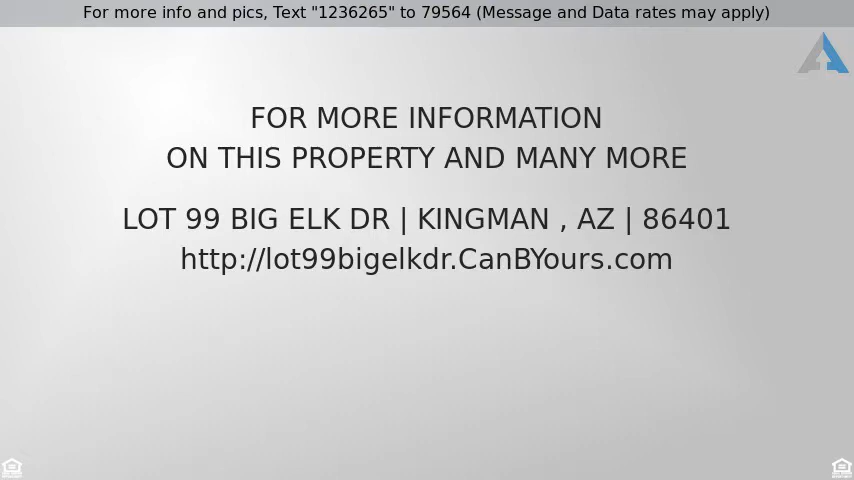 For more info and pics, Text "1236265" to 79564 (Message and Data rates may apply)
FOR MORE INFORMATION
ON THIS PROPERTY AND MANY MORE
LOT 99 BIG ELK DR | KINGMAN , AZ | 86401
http://lot99bigelkdr.CanBYours.com